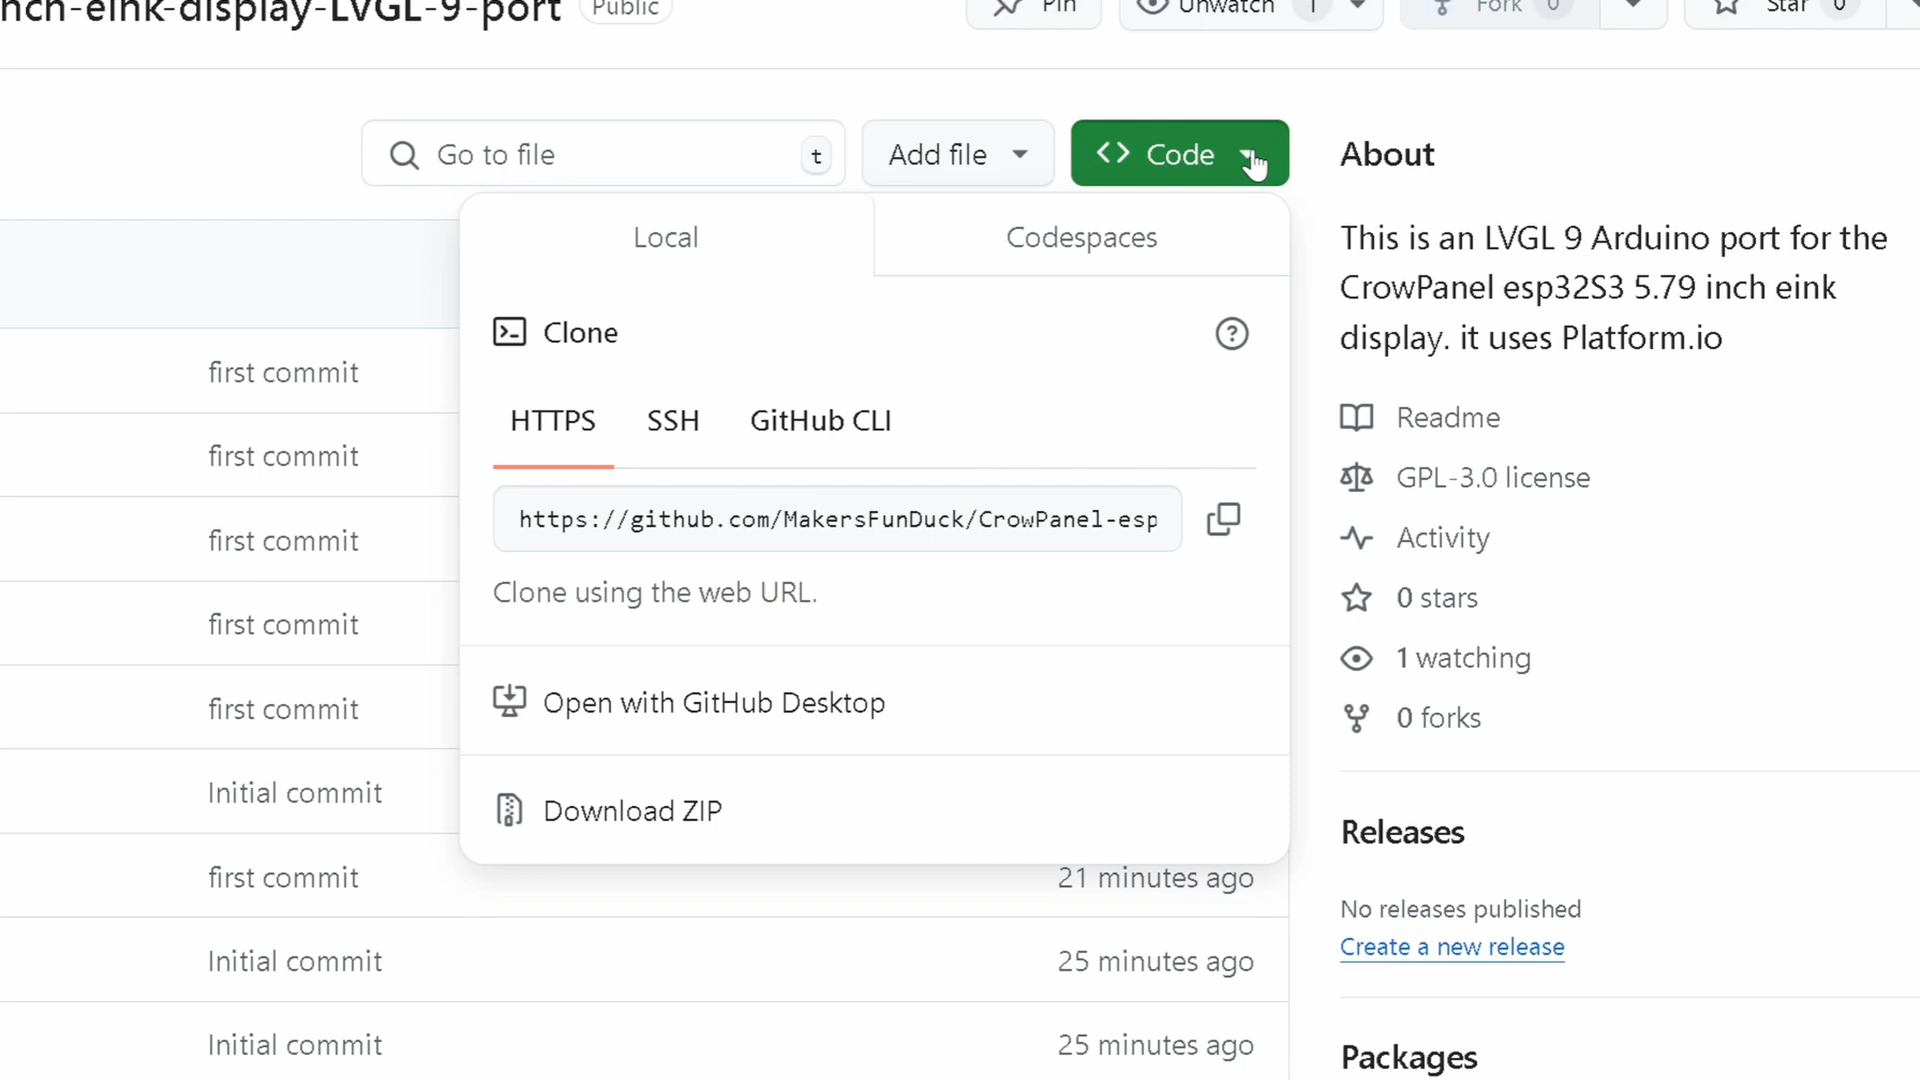 nch-eink-display-LVGL-9-port Public
Pin
Unwatch 1
Fork 0
Star 0
Go to file t
Add file
<> Code
About
Local
Codespaces
This is an LVGL 9 Arduino port for the
CrowPanel esp32S3 5.79 inch eink
display. it uses Platform.io
Clone
HTTPS SSH GitHub CLI
https://github.com/MakersFunDuck/CrowPanel-esp
Clone using the web URL.
Open with GitHub Desktop
Download ZIP
Readme
GPL-3.0 license
Activity
0 stars
1 watching
0 forks
first commit
first commit
first commit
first commit
first commit
Initial commit
first commit 21 minutes ago
Initial commit 25 minutes ago
Initial commit 25 minutes ago
Releases
No releases published
Create a new release
Packages